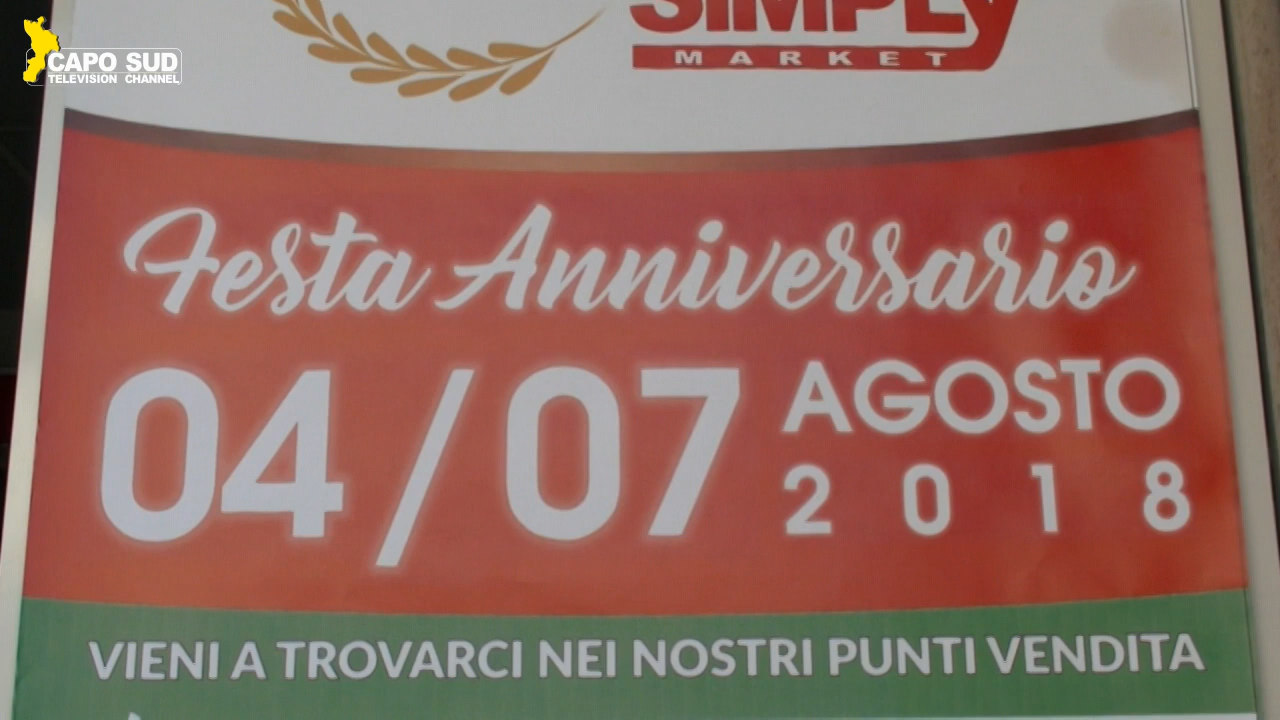 CAPO SUD
TELEVISION CHANNEL
SIMPLY
MARKET
Festa Anniversario
04/07 AGOSTO
2018
VIENI A TROVARCI NEI NOSTRI PUNTI VENDITA